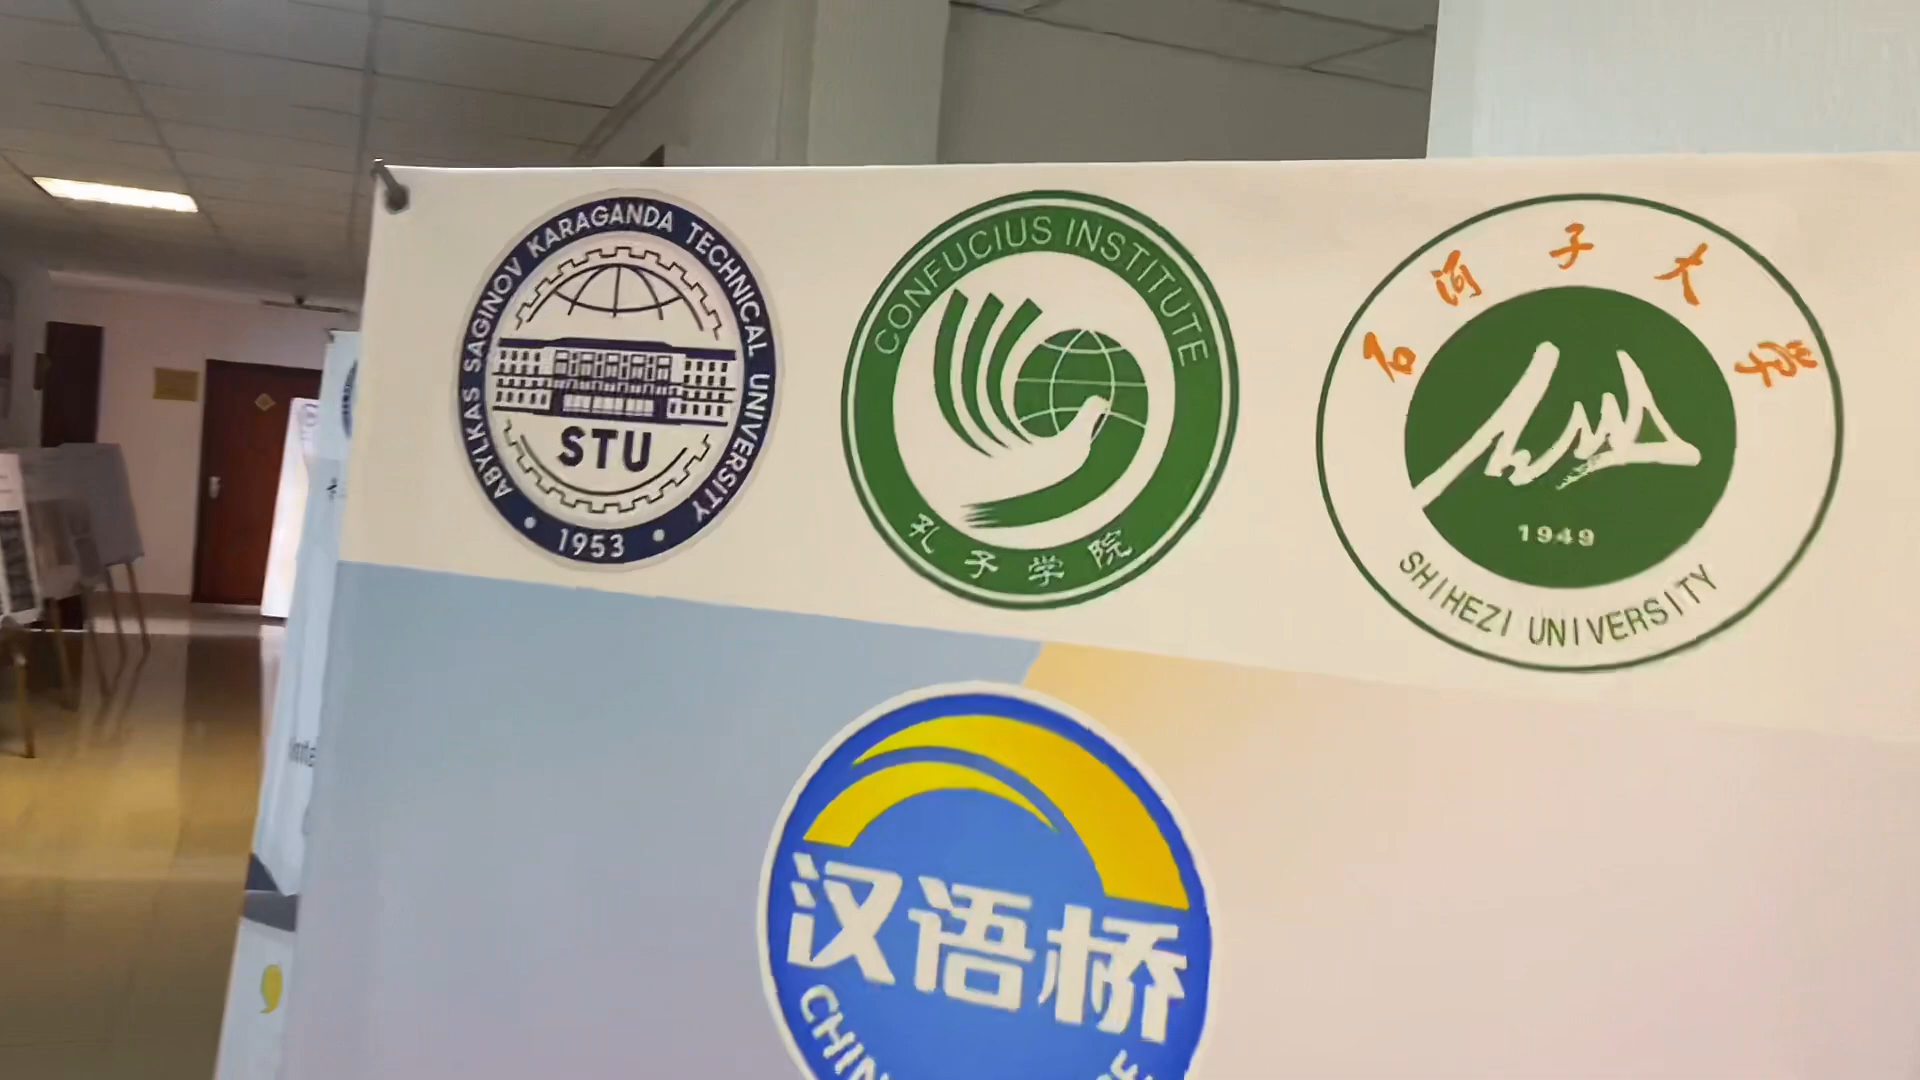 ABYLKAS SAGINOV KARAGANDA TECHNICAL UNIVERSITY
STU
• 1953 •
CONFUCIUS INSTITUTE
孔子学院
石河子大学
1949
SHIHEZI UNIVERSITY
汉语桥
CHIN